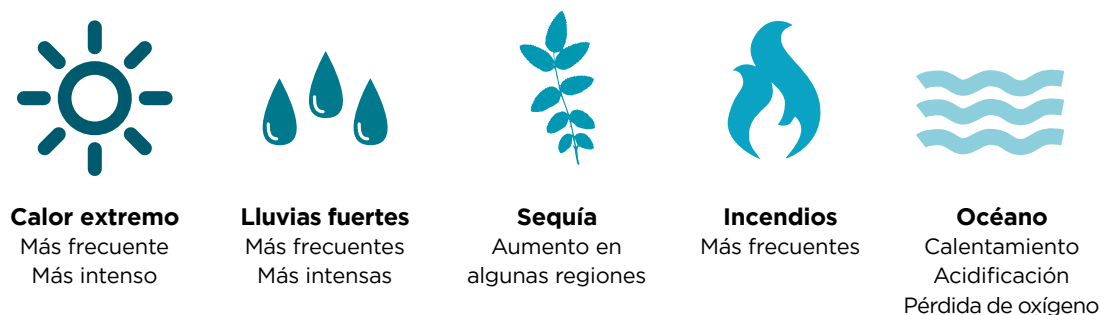 Calor extremo
Más frecuente
Más intenso
Lluvias fuertes
Más frecuentes
Más intensas
Sequía
Aumento en
algunas regiones
Incendios
Más frecuentes
Océano
Calentamiento
Acidificación
Pérdida de oxígeno